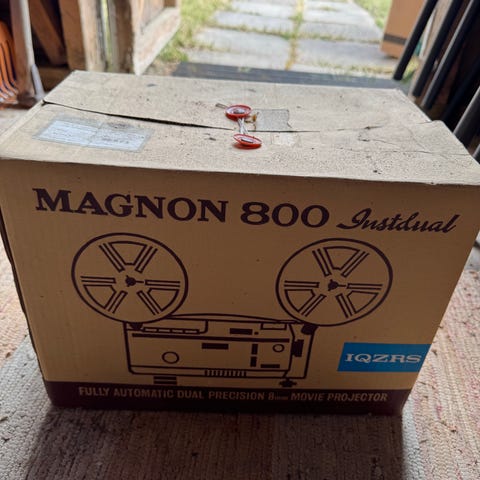 MAGNON 800 Instdual
IQZRS
FULLY AUTOMATIC DUAL PRECISION 8mm MOVIE PROJECTOR